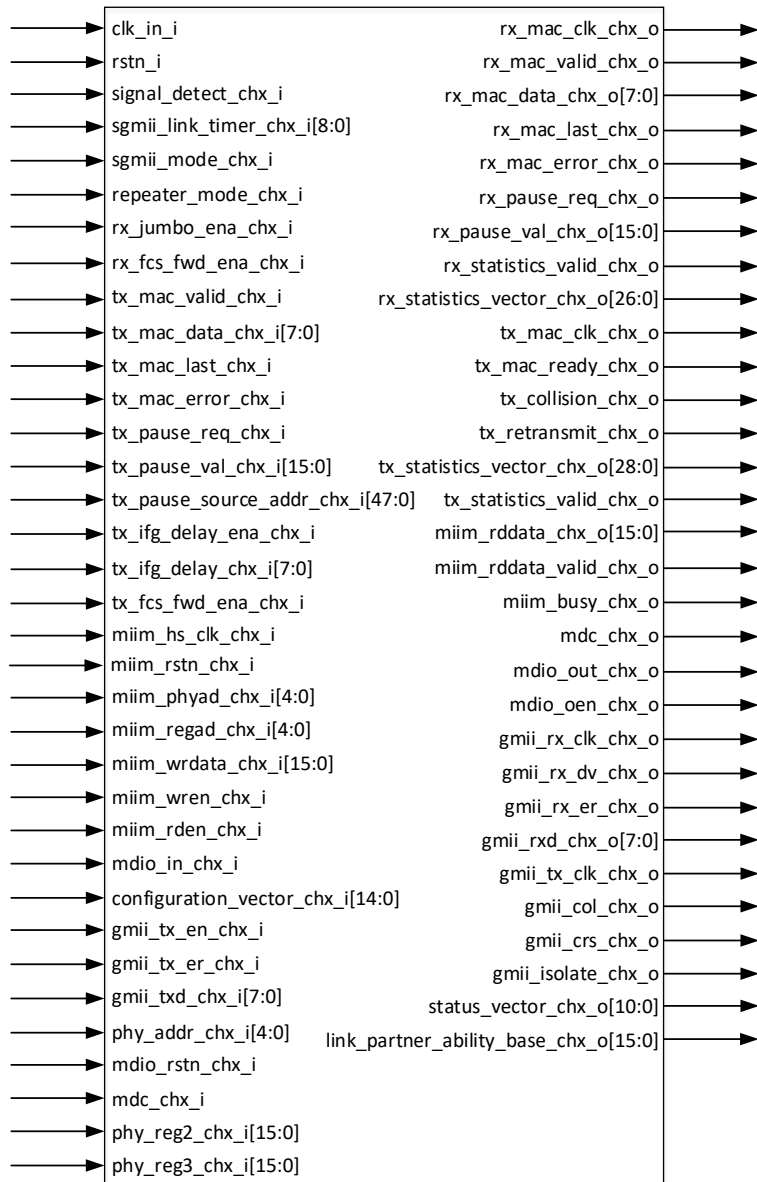 clk_in_i
rstn_i
signal_detect_chx_i
sgmii_link_timer_chx_i[8:0]
sgmii_mode_chx_i
repeater_mode_chx_i
rx_jumbo_ena_chx_i
rx_fcs_fwd_ena_chx_i
tx_mac_valid_chx_i
tx_mac_data_chx_i[7:0]
tx_mac_last_chx_i
tx_mac_error_chx_i
tx_pause_req_chx_i
tx_pause_val_chx_i[15:0]
tx_pause_source_addr_chx_i[47:0]
tx_ifg_delay_ena_chx_i
tx_ifg_delay_chx_i[7:0]
tx_fcs_fwd_ena_chx_i
miim_hs_clk_chx_i
miim_rstn_chx_i
miim_phyad_chx_i[4:0]
miim_regad_chx_i[4:0]
miim_wrdata_chx_i[15:0]
miim_wren_chx_i
miim_rden_chx_i
mdio_in_chx_i
configuration_vector_chx_i[14:0]
gmii_tx_en_chx_i
gmii_tx_er_chx_i
gmii_txd_chx_i[7:0]
phy_addr_chx_i[4:0]
mdio_rstn_chx_i
mdc_chx_i
phy_reg2_chx_i[15:0]
phy_reg3_chx_i[15:0]
rx_mac_clk_chx_o
rx_mac_valid_chx_o
rx_mac_data_chx_o[7:0]
rx_mac_last_chx_o
rx_mac_error_chx_o
rx_pause_req_chx_o
rx_pause_val_chx_o[15:0]
rx_statistics_valid_chx_o
rx_statistics_vector_chx_o[26:0]
tx_mac_clk_chx_o
tx_mac_ready_chx_o
tx_collision_chx_o
tx_retransmit_chx_o
tx_statistics_vector_chx_o[28:0]
tx_statistics_valid_chx_o
miim_rddata_chx_o[15:0]
miim_rddata_valid_chx_o
miim_busy_chx_o
mdc_chx_o
mdio_out_chx_o
mdio_oen_chx_o
gmii_rx_clk_chx_o
gmii_rx_dv_chx_o
gmii_rx_er_chx_o
gmii_rxd_chx_o[7:0]
gmii_tx_clk_chx_o
gmii_col_chx_o
gmii_crs_chx_o
gmii_isolate_chx_o
status_vector_chx_o[10:0]
link_partner_ability_base_chx_o[15:0]